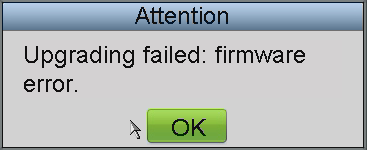 Attention
Upgrading failed: firmware
error.
OK